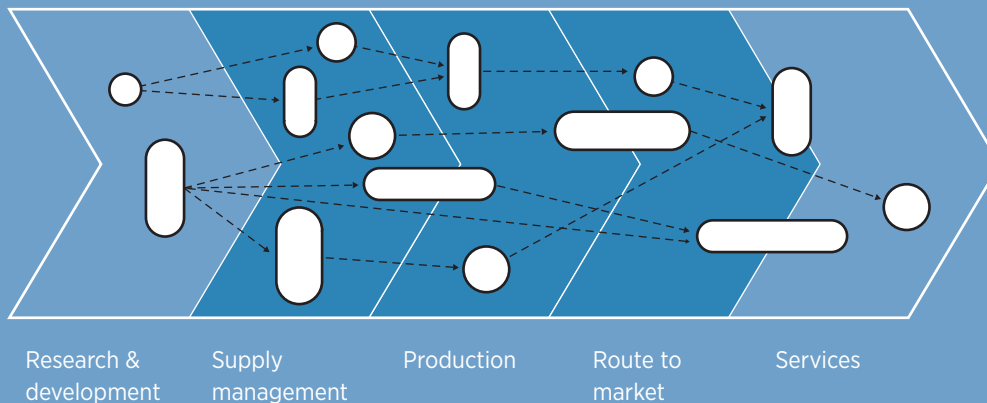 Research &
development
Supply
management
Production
Route to
market
Services